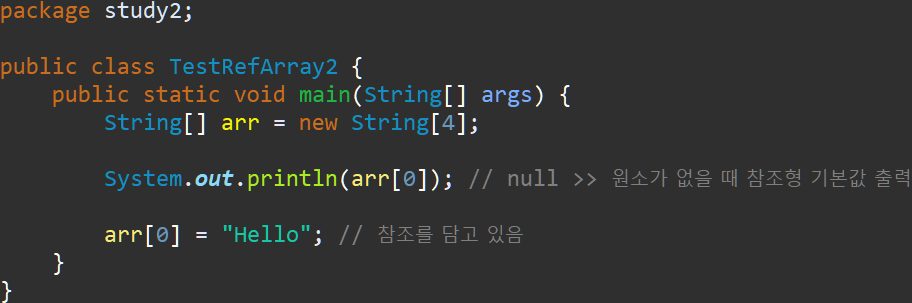 package study2;
public class TestRefArray2 {
public static void main(String[] args) {
String[] arr = new String[4];
System.out.println(arr[0]); // null >> 원소가 없을 때 참조형 기본값 출력
arr[0] = "Hello"; // 참조를 담고 있음
}
}